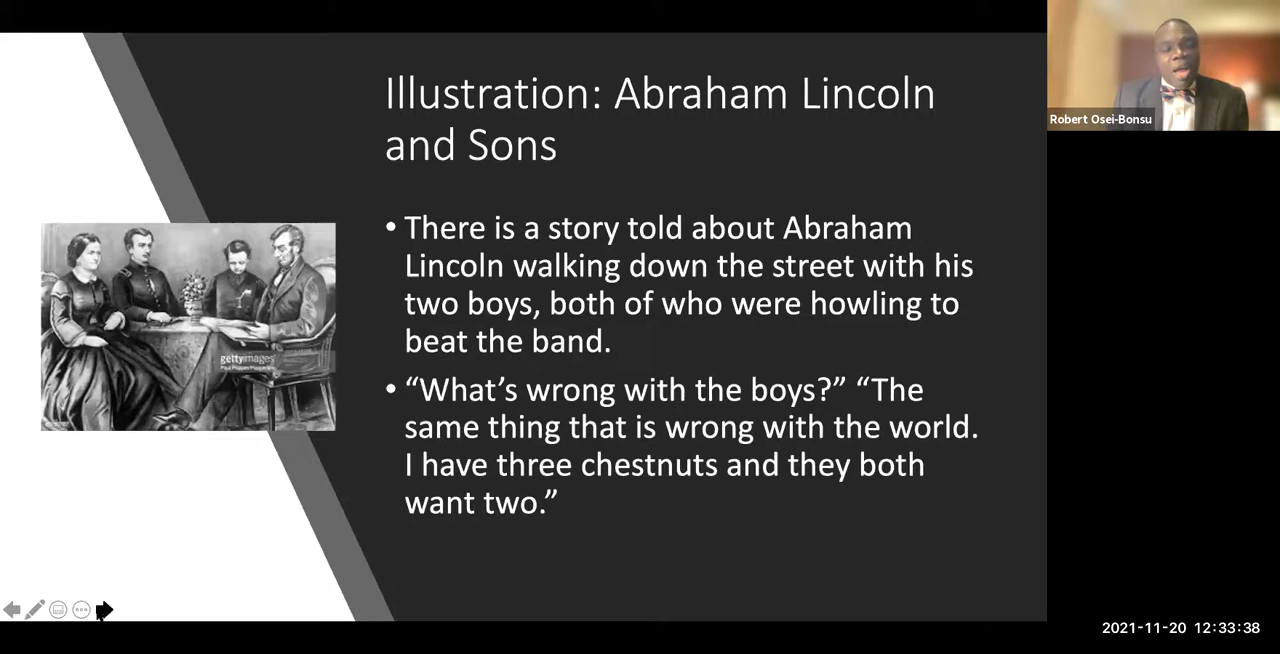 Illustration: Abraham Lincoln
and Sons
• There is a story told about Abraham
Lincoln walking down the street with his
two boys, both of who were howling to
beat the band.
• “What’s wrong with the boys?” “The
same thing that is wrong with the world.
I have three chestnuts and they both
want two.”
gettyimages
Robert Osei-Bonsu
2021-11-20 12:33:38